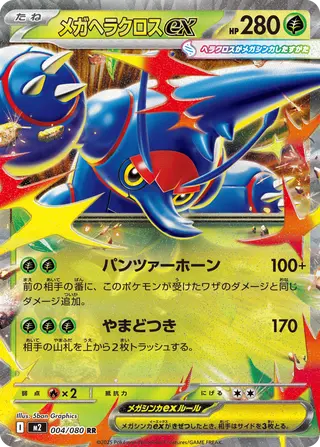 たね メガヘラクロスex HP280
ヘラクロスがメガシンカしたすがた
パンツァーホーン 100+
前の相手の番に、このポケモンが受けたワザのダメージと同じ
ダメージ追加。
やまどつき 170
相手の山札を上から2枚トラッシュする。
弱点 ×2 抵抗力 にげる
Illus. 5ban Graphics
メガシンカexルール
メガシンカexがきぜつしたとき、相手はサイドを3枚とる。
I m2 004/080 RR
©2025 Pokémon/Nintendo/Creatures/GAME FREAK.